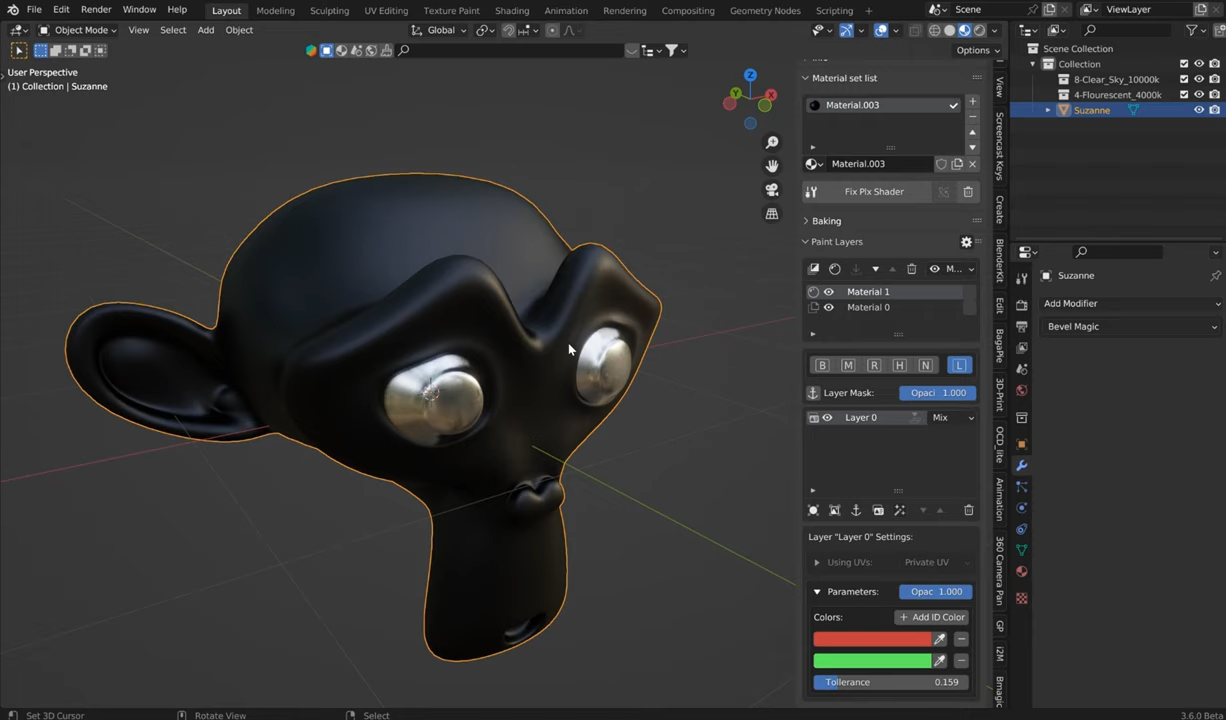 File Edit Render Window Help Layout Modeling Sculpting UV Editing Texture Paint Shading Animation Rendering Compositing Geometry Nodes Scripting + Scene ViewLayer
Object Mode View Select Add Object Global
Options
User Perspective
(1) Collection | Suzanne
Z
Y
X
Material set list
Material.003
Material.003
Fix Plx Shader
Baking
Paint Layers
M...
Material 1
Material 0
B M R H N L
Layer Mask: Opaci 1.000
Layer 0 Mix
Layer "Layer 0" Settings:
Using UVs: Private UV
Parameters: Opac 1.000
Colors: + Add ID Color
Tollerance 0.159
View
Screencast Keys
Create
BlenderKit
Edit
BagaPie
3D-Print
OCD_lite
Animation
360 Camera Pan
GP
i2M
Bmagic
Scene Collection
Collection
8-Clear_Sky_10000k
4-Flourescent_4000k
Suzanne
Suzanne
Add Modifier
Bevel Magic
Set 3D Cursor Rotate View Select 3.6.0 Beta